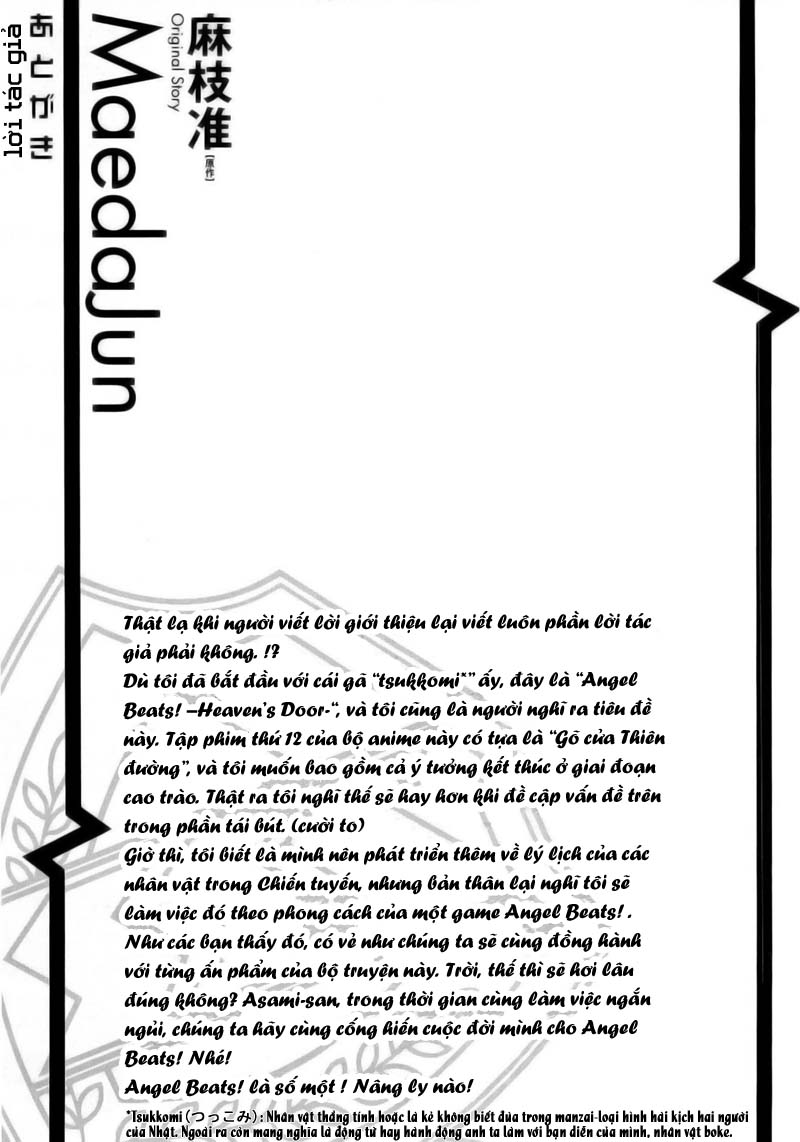 あとがき
lời tác giả
麻枝准
【原作】
Original Story
MaedaJun
Thật lạ khi người viết lời giới thiệu lại viết luôn phần lời tác
giả phải không. !?
Dù tôi đã bắt đầu với cái gã “tsukkomi*” ấy, đây là “Angel
Beats! –Heaven's Door-“, và tôi cũng là người nghĩ ra tiêu đề
này. Tập phim thứ 12 của bộ anime này có tựa là “Gõ cửa Thiên
đường”, và tôi muốn bao gồm cả ý tưởng kết thúc ở giai đoạn
cao trào. Thật ra tôi nghĩ thế sẽ hay hơn khi đề cập vấn đề trên
trong phần tái bút. (cười to)
Giờ thì, tôi biết là mình nên phát triển thêm về lý lịch của các
nhân vật trong Chiến tuyến, nhưng bản thân lại nghĩ tôi sẽ
làm việc đó theo phong cách của một game Angel Beats! .
Như các bạn thấy đó, có vẻ như chúng ta sẽ cùng đồng hành
với từng ấn phẩm của bộ truyện này. Trời, thế thì sẽ hơi lâu
đúng không? Asami-san, trong thời gian cùng làm việc ngắn
ngủi, chúng ta hãy cùng cống hiến cuộc đời mình cho Angel
Beats! Nhé!
Angel Beats! là số một ! Nâng ly nào!
*Tsukkomi (つっこみ) : Nhân vật thẳng tính hoặc là kẻ không biết đùa trong manzai-loại hình hài kịch hai người
của Nhật. Ngoài ra còn mang nghĩa là động từ hay hành động anh ta làm với bạn diễn của mình, nhân vật boke.